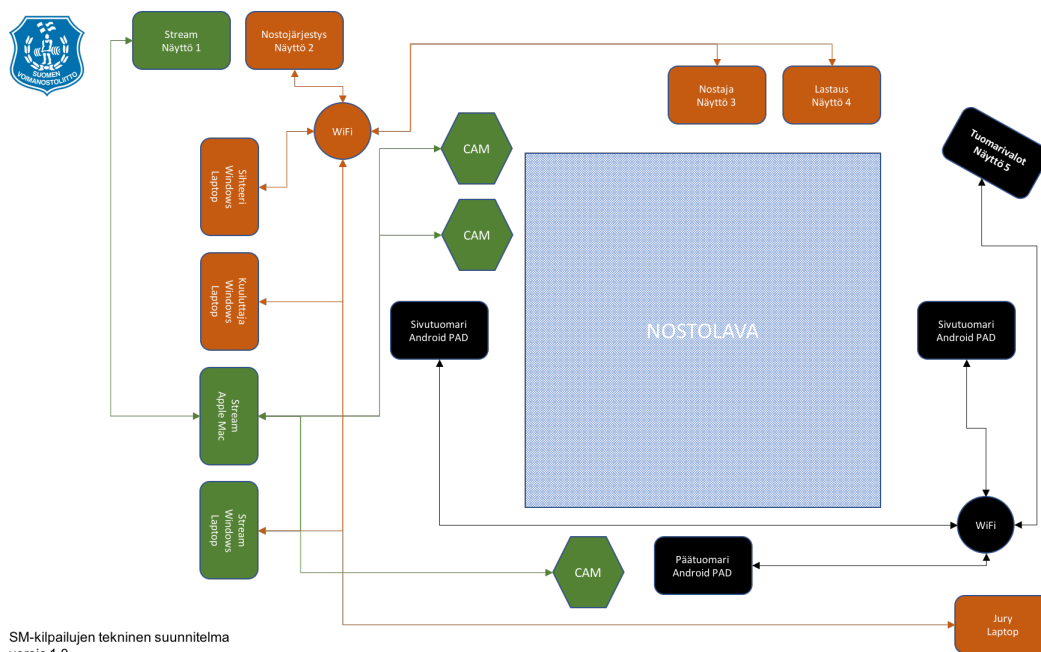 SUOMEN
VOIMANOSTOLIITTO
Stream
Näyttö 1
Nostojärjestys
Näyttö 2
WiFi
Nostaja
Näyttö 3
Lastaus
Näyttö 4
Tuomarivalot
Näyttö 5
CAM
CAM
Sihteeri
Windows
Laptop
Kuuluttaja
Windows
Laptop
Sivutuomari
Android PAD
NOSTOLAVA
Sivutuomari
Android PAD
Stream
Apple Mac
Stream
Windows
Laptop
WiFi
CAM
Päätuomari
Android PAD
Jury
Laptop
SM-kilpailujen tekninen suunnitelma